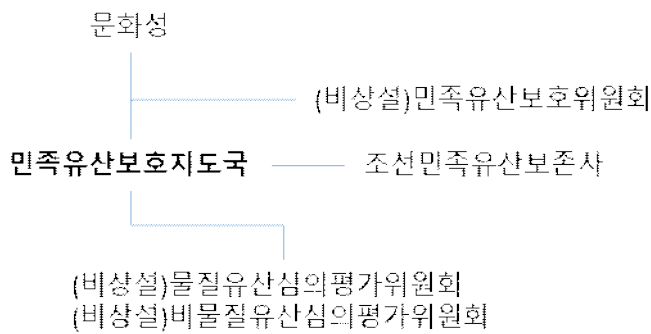 문화성
(비상설)민족유산보호위원회
민족유산보호지도국
조선민족유산보존사
(비상설)물질유산심의평가위원회
(비상설)비물질유산심의평가위원회